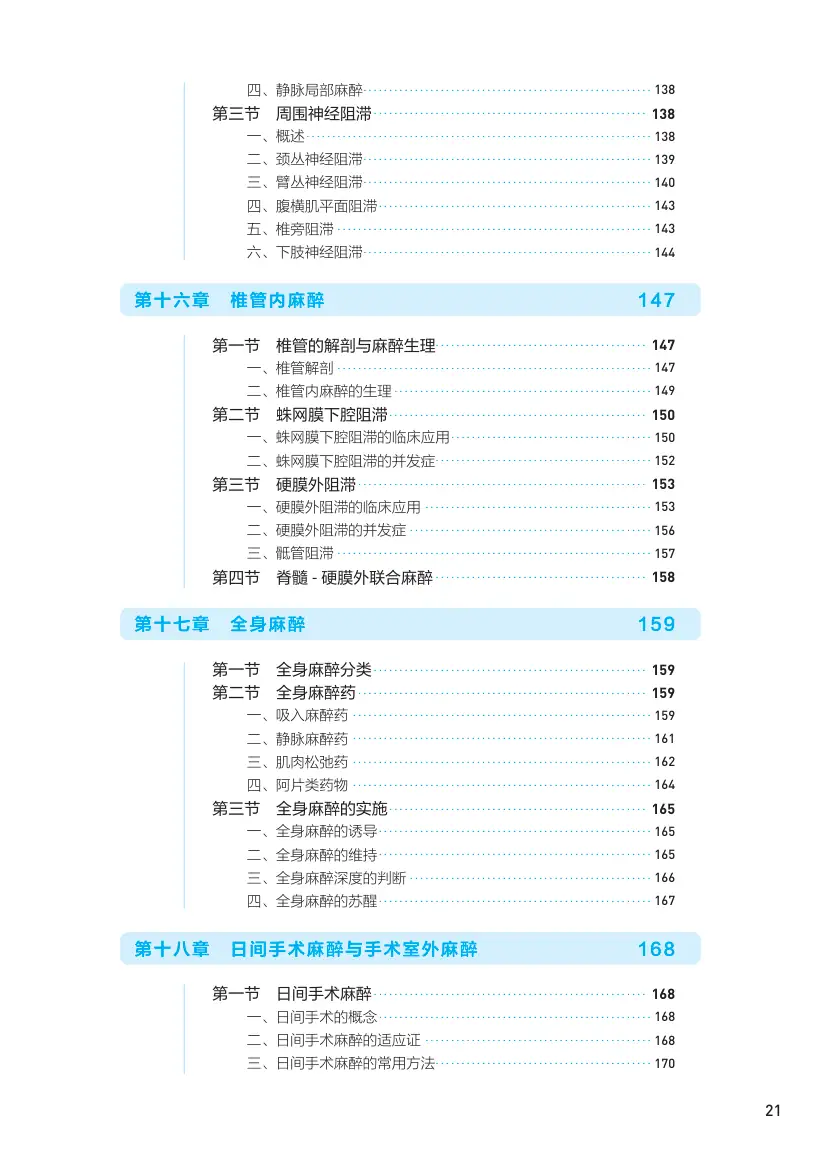 四、静脉局部麻醉 138
第三节 周围神经阻滞 138
一、概述 138
二、颈丛神经阻滞 139
三、臂丛神经阻滞 140
四、腹横肌平面阻滞 143
五、椎旁阻滞 143
六、下肢神经阻滞 144
第十六章 椎管内麻醉 147
第一节 椎管的解剖与麻醉生理 147
一、椎管解剖 147
二、椎管内麻醉的生理 149
第二节 蛛网膜下腔阻滞 150
一、蛛网膜下腔阻滞的临床应用 150
二、蛛网膜下腔阻滞的并发症 152
第三节 硬膜外阻滞 153
一、硬膜外阻滞的临床应用 153
二、硬膜外阻滞的并发症 156
三、骶管阻滞 157
第四节 脊髓 - 硬膜外联合麻醉 158
第十七章 全身麻醉 159
第一节 全身麻醉分类 159
第二节 全身麻醉药 159
一、吸入麻醉药 159
二、静脉麻醉药 161
三、肌肉松弛药 162
四、阿片类药物 164
第三节 全身麻醉的实施 165
一、全身麻醉的诱导 165
二、全身麻醉的维持 165
三、全身麻醉深度的判断 166
四、全身麻醉的苏醒 167
第十八章 日间手术麻醉与手术室外麻醉 168
第一节 日间手术麻醉 168
一、日间手术的概念 168
二、日间手术麻醉的适应证 168
三、日间手术麻醉的常用方法 170
21